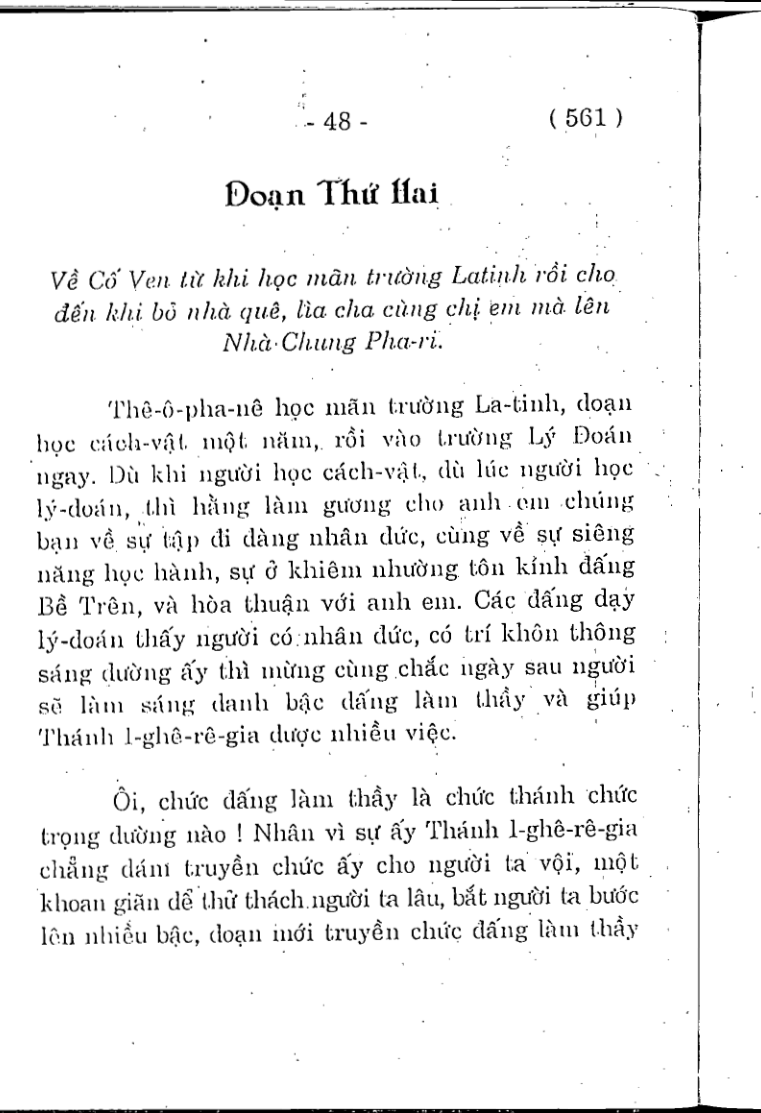 - 48 - ( 561 )
Đoạn Thứ Hai
Về Cố Ven từ khi học mãn trường Latinh rồi cho
đến khi bỏ nhà quê, lìa cha cùng chị em mà lên
Nhà Chung Pha-ri.
Thê-ô-pha-nê học mãn trường La-tinh, đoạn
học cách-vật một năm, rồi vào trường Lý Đoán
ngay. Dù khi người học cách-vật, dù lúc người học
lý-đoán, thì hằng làm gương cho anh em chúng
bạn về sự tập đi đàng nhân đức, cùng về sự siêng
năng học hành, sự ở khiêm nhường tôn kính đấng
Bề Trên, và hòa thuận với anh em. Các đấng dạy
lý-đoán thấy người có nhân đức, có trí khôn thông
sáng dường ấy thì mừng cùng chắc ngày sau người
sẽ làm sáng danh bậc đấng làm thầy và giúp
Thánh I-ghê-rê-gia được nhiều việc.
Ôi, chức đấng làm thầy là chức thánh chức
trọng dường nào ! Nhân vì sự ấy Thánh I-ghê-rê-gia
chẳng dám truyền chức ấy cho người ta vội, một
khoan giãn để thử thách người ta lâu, bắt người ta bước
lên nhiều bậc, đoạn mới truyền chức đấng làm thầy